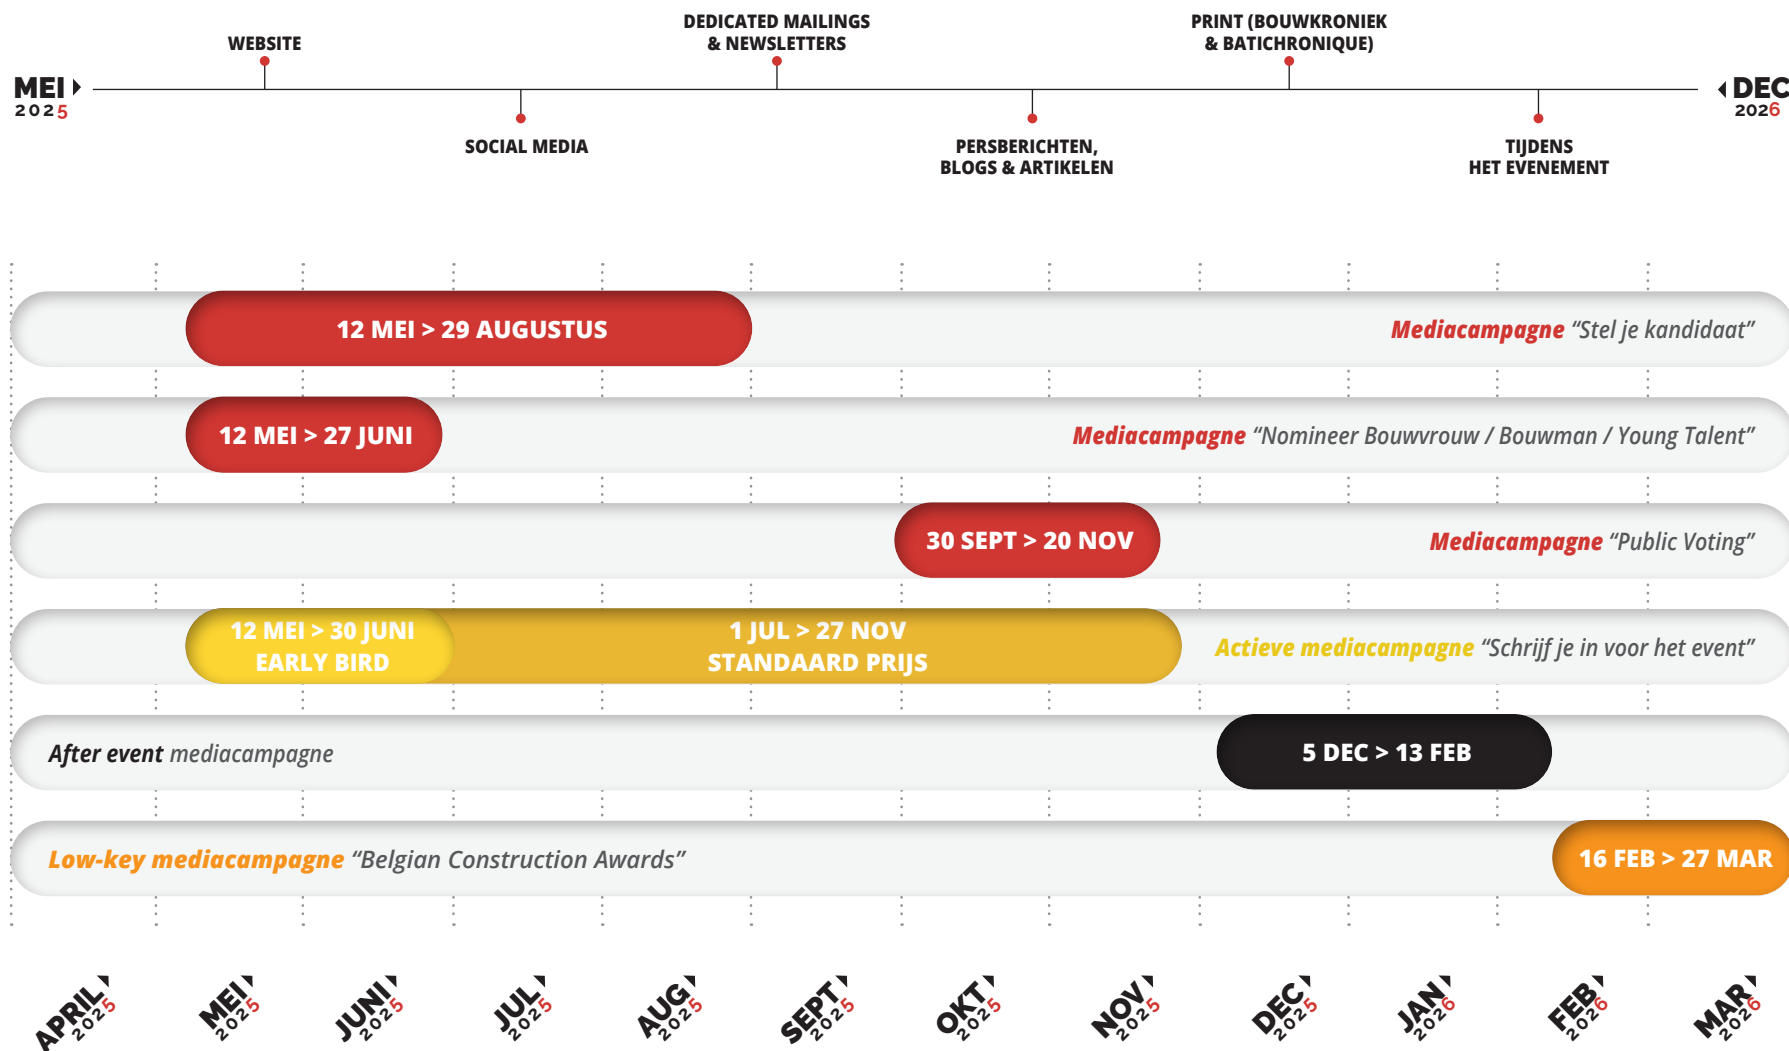 DEDICATED MAILINGS
& NEWSLETTERS
PRINT (BOUWKRONIEK
& BATICHRONIQUE)
WEBSITE
MEI
2025
DEC
2026
SOCIAL MEDIA
PERSBERICHTEN,
BLOGS & ARTIKELEN
TIJDENS
HET EVENEMENT
12 MEI > 29 AUGUSTUS
Mediacampagne “Stel je kandidaat”
12 MEI > 27 JUNI
Mediacampagne “Nomineer Bouwvrouw / Bouwman / Young Talent”
30 SEPT > 20 NOV
Mediacampagne “Public Voting”
12 MEI > 30 JUNI
EARLY BIRD
1 JUL > 27 NOV
STANDAARD PRIJS
Actieve mediacampagne “Schrijf je in voor het event”
After event mediacampagne
5 DEC > 13 FEB
Low-key mediacampagne “Belgian Construction Awards”
16 FEB > 27 MAR
APRIL
2025
MEI
2025
JUNI
2025
JUL
2025
AUG
2025
SEPT
2025
OKT
2025
NOV
2025
DEC
2025
JAN
2026
FEB
2026
MAR
2026